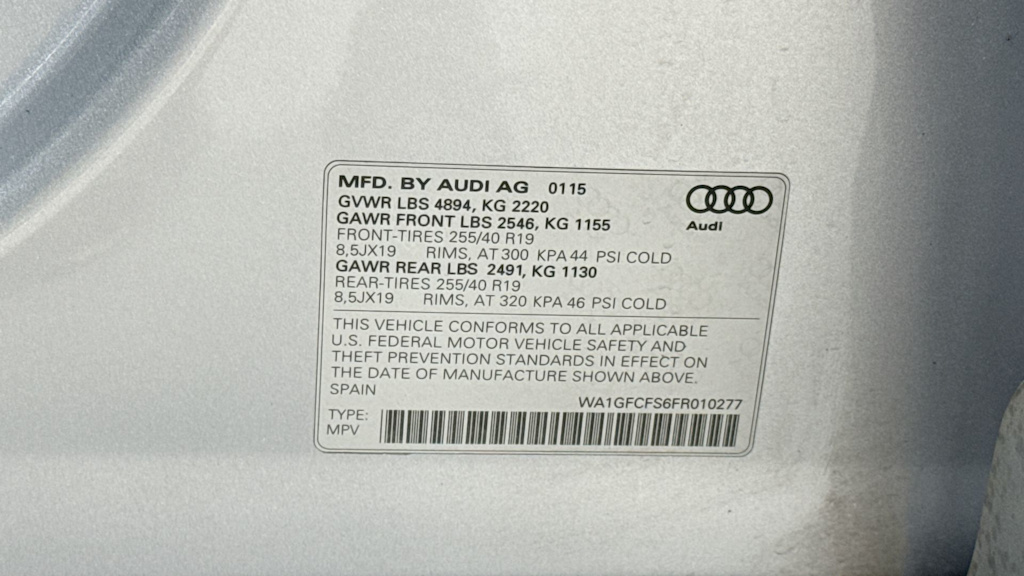 MFD. BY AUDI AG 0115
GVWR LBS 4894, KG 2220
GAWR FRONT LBS 2546, KG 1155
FRONT-TIRES 255/40 R19
8,5JX19 RIMS, AT 300 KPA 44 PSI COLD
GAWR REAR LBS 2491, KG 1130
REAR-TIRES 255/40 R19
8,5JX19 RIMS, AT 320 KPA 46 PSI COLD
Audi
THIS VEHICLE CONFORMS TO ALL APPLICABLE
U.S. FEDERAL MOTOR VEHICLE SAFETY AND
THEFT PREVENTION STANDARDS IN EFFECT ON
THE DATE OF MANUFACTURE SHOWN ABOVE.
SPAIN
WA1GFCFS6FR010277
TYPE:
MPV